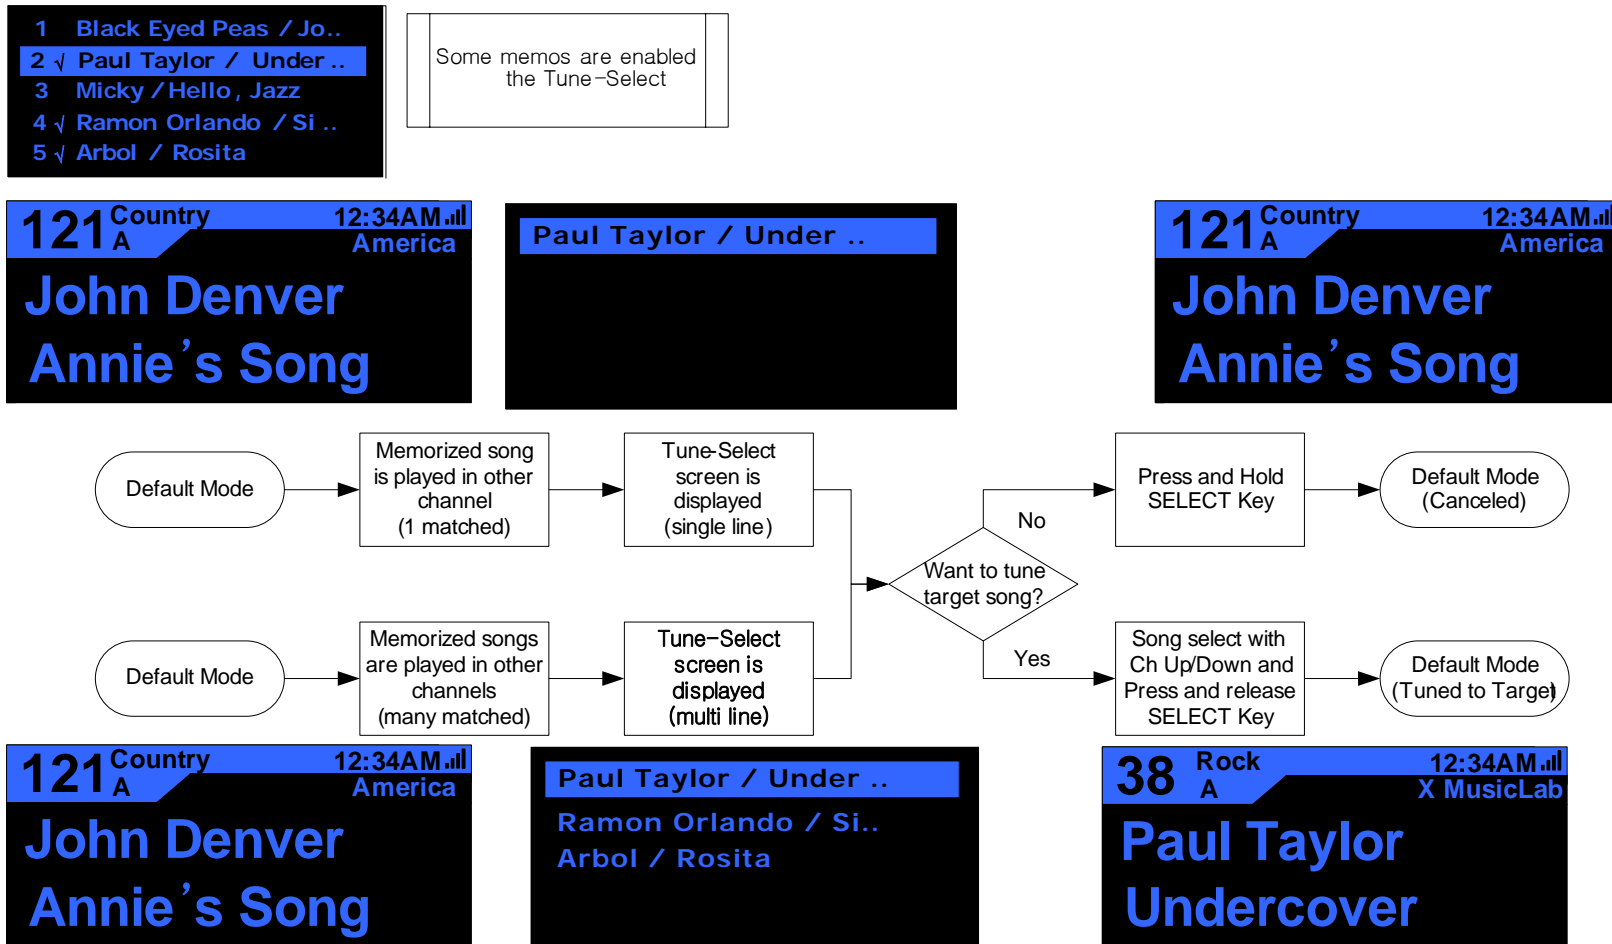 1 Black Eyed Peas / Jo..
2 √ Paul Taylor / Under ..
3 Micky / Hello, Jazz
4 √ Ramon Orlando / Si ..
5 √ Arbol / Rosita
Some memos are enabled
the Tune-Select
121 Country 12:34AM
A America
John Denver
Annie's Song
Paul Taylor / Under ..
121 Country 12:34AM
A America
John Denver
Annie's Song
Default Mode
Memorized song
is played in other
channel
(1 matched)
Tune-Select
screen is
displayed
(single line)
No
Press and Hold
SELECT Key
Default Mode
(Canceled)
Want to tune
target song?
Default Mode
Memorized songs
are played in other
channels
(many matched)
Tune-Select
screen is
displayed
(multi line)
Yes
Song select with
Ch Up/Down and
Press and release
SELECT Key
Default Mode
(Tuned to Target)
121 Country 12:34AM
A America
John Denver
Annie's Song
Paul Taylor / Under ..
Ramon Orlando / Si..
Arbol / Rosita
38 Rock 12:34AM
A X MusicLab
Paul Taylor
Undercover